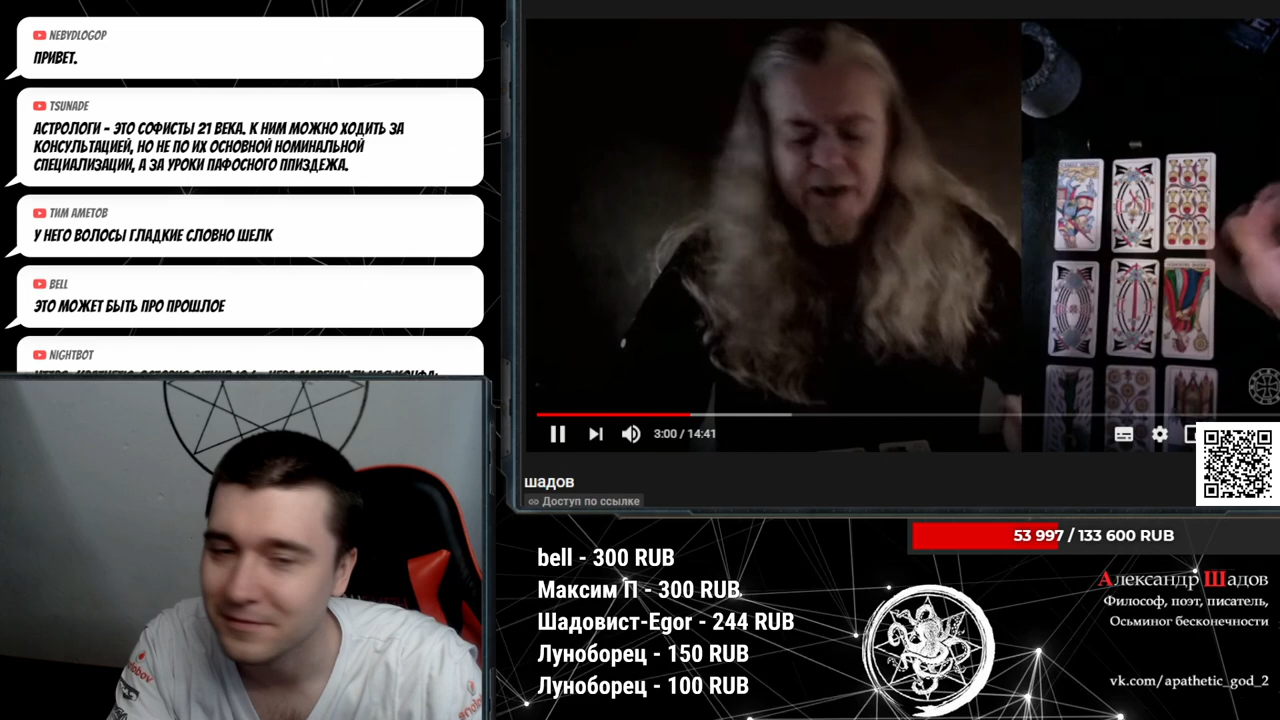 NEBYDLOGOP
ПРИВЕТ.
TSUNADE
АСТРОЛОГИ - ЭТО СОФИСТЫ 21 ВЕКА. К НИМ МОЖНО ХОДИТЬ ЗА
КОНСУЛЬТАЦИЕЙ, НО НЕ ПО ИХ ОСНОВНОЙ НОМИНАЛЬНОЙ
СПЕЦИАЛИЗАЦИИ, А ЗА УРОКИ ПАФОСНОГО ППИЗДЕЖА.
ТИМ АМЕТОВ
У НЕГО ВОЛОСЫ ГЛАДКИЕ СЛОВНО ШЕЛК
BELL
ЭТО МОЖЕТ БЫТЬ ПРО ПРОШЛОЕ
NIGHTBOT
3:00 / 14:41
шадов
Доступ по ссылке
53 997 / 133 600 RUB
bell - 300 RUB
Максим П - 300 RUB
Шадовист-Egor - 244 RUB
Луноборец - 150 RUB
Луноборец - 100 RUB
Александр Шадов
Философ, поэт, писатель,
Осьминог бесконечности
vk.com/apathetic_god_2